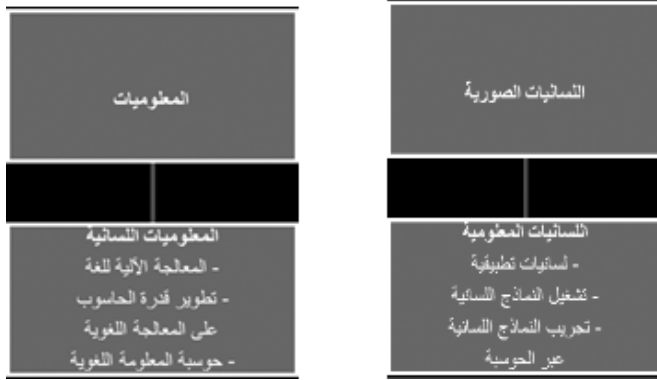 اللسانيات الصورية
اللسانيات المعلومية
- لسانيات تطبيقية
- تشغيل النماذج اللسانية
- تجريب النماذج اللسانية
عبر الحوسبة
المعلوميات
المعلوميات اللسانية
- المعالجة الآلية للغة
- تطوير قدرة الحاسوب
على المعالجة اللغوية
- حوسبة المعلومة اللغوية